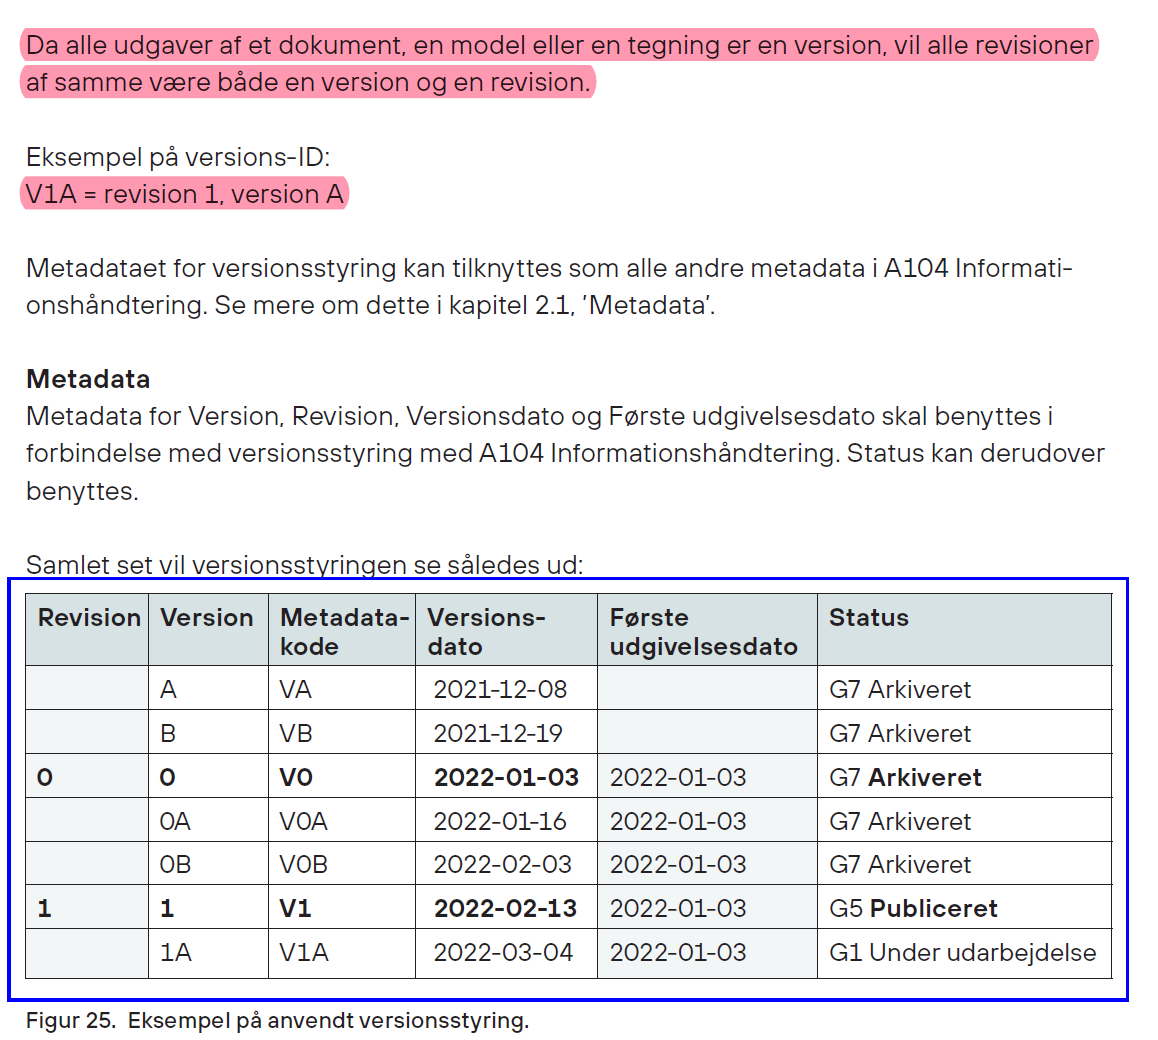 Da alle udgaver af et dokument, en model eller en tegning er en version, vil alle revisioner
af samme være både en version og en revision.
Eksempel på versions-ID:
V1A = revision 1, version A
Metadataet for versionsstyring kan tilknyttes som alle andre metadata i A104 Informati-
onshåndtering. Se mere om dette i kapitel 2.1, ’Metadata’.
Metadata
Metadata for Version, Revision, Versionsdato og Første udgivelsesdato skal benyttes i
forbindelse med versionsstyring med A104 Informationshåndtering. Status kan derudover
benyttes.
Samlet set vil versionsstyringen se således ud:
Revision Version Metadata- Versions- Første Status
kode dato udgivelsesdato
A VA 2021-12-08 G7 Arkiveret
B VB 2021-12-19 G7 Arkiveret
0 0 V0 2022-01-03 2022-01-03 G7 Arkiveret
0A V0A 2022-01-16 2022-01-03 G7 Arkiveret
0B V0B 2022-02-03 2022-01-03 G7 Arkiveret
1 1 V1 2022-02-13 2022-01-03 G5 Publiceret
1A V1A 2022-03-04 2022-01-03 G1 Under udarbejdelse
Figur 25. Eksempel på anvendt versionsstyring.